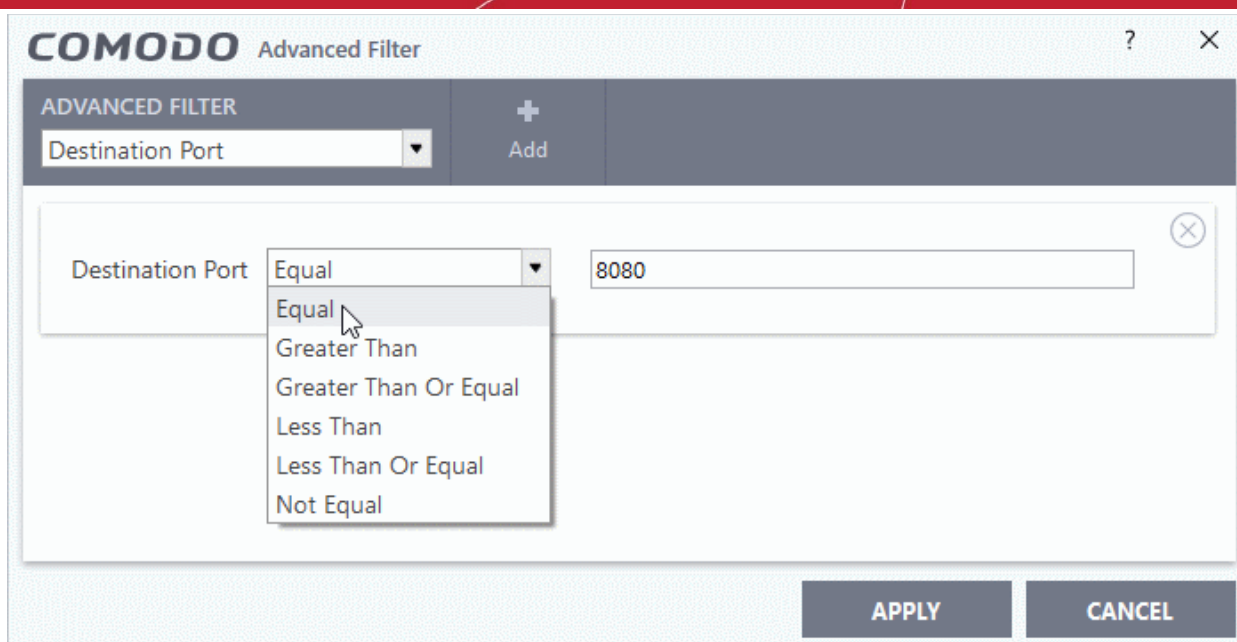 COMODO Advanced Filter ?
ADVANCED FILTER
Destination Port
Add
Destination Port Equal 8080
Equal
Greater Than
Greater Than Or Equal
Less Than
Less Than Or Equal
Not Equal
APPLY CANCEL